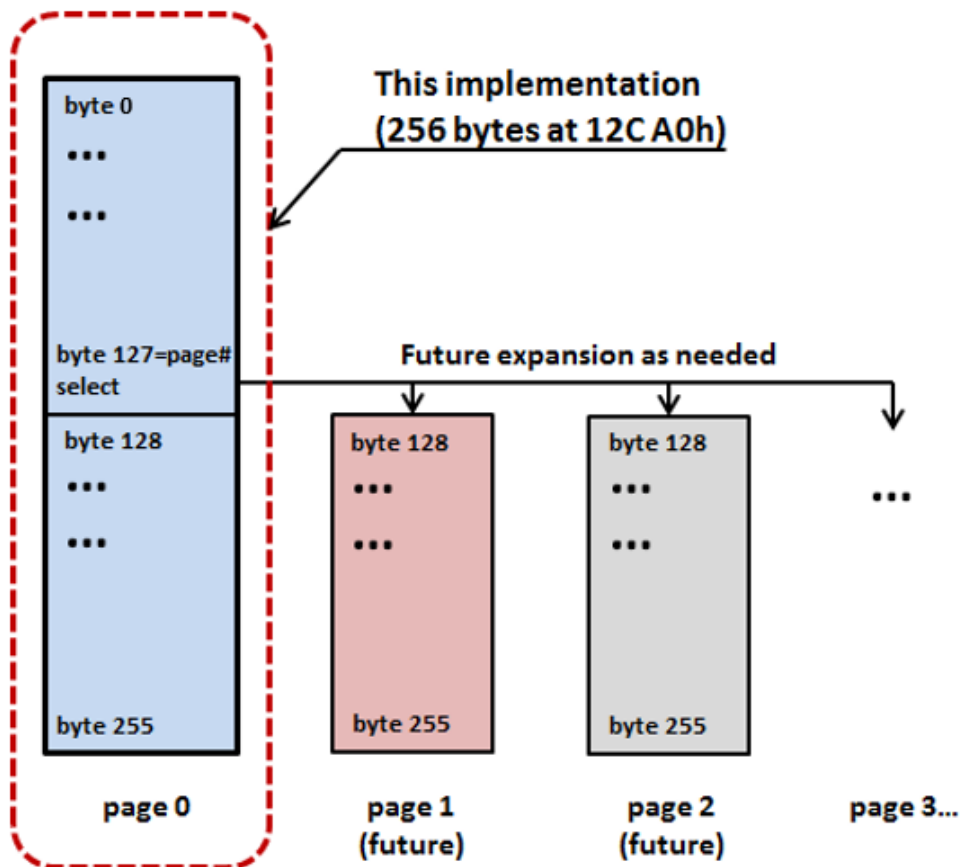 This implementation
(256 bytes at 12C A0h)
byte 0
...
...
byte 127=page#
select
byte 128
...
...
byte 255
page 0
Future expansion as needed
byte 128
...
...
byte 255
page 1
(future)
byte 128
...
...
byte 255
page 2
(future)
...
page 3...